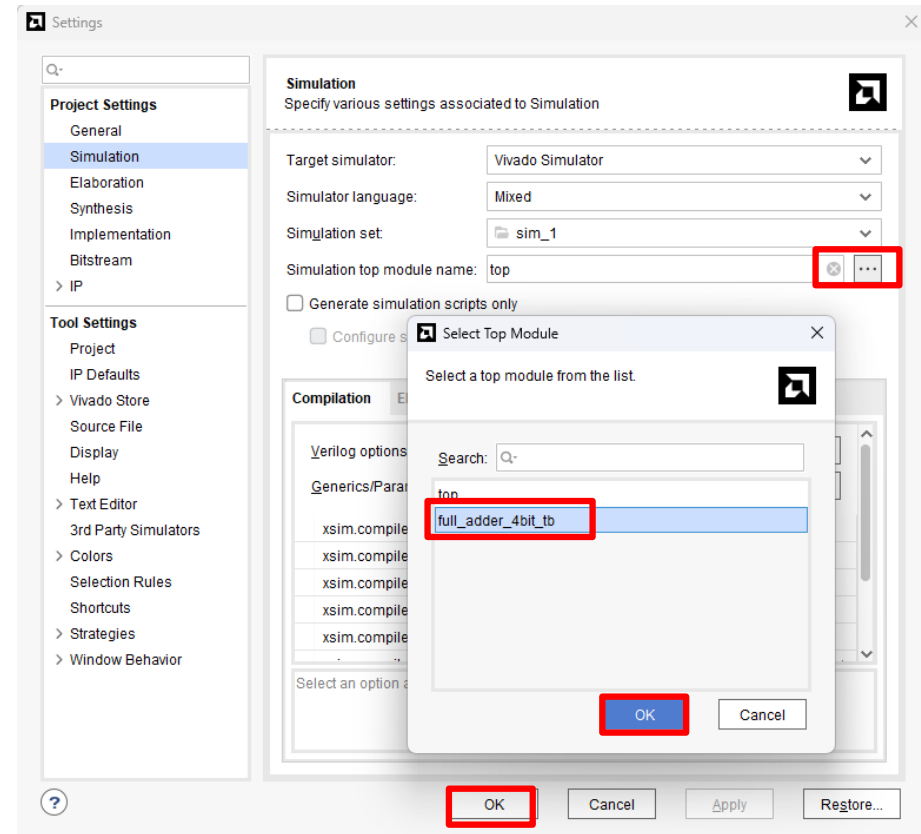 Settings
Q-
Project Settings
General
Simulation
Elaboration
Synthesis
Implementation
Bitstream
> IP
Tool Settings
Project
IP Defaults
> Vivado Store
Source File
Display
Help
> Text Editor
3rd Party Simulators
> Colors
Selection Rules
Shortcuts
> Strategies
> Window Behavior
Simulation
Specify various settings associated to Simulation
Target simulator: Vivado Simulator
Simulator language: Mixed
Simulation set: sim_1
Simulation top module name: top
Generate simulation scripts only
Configure s
Compilation
Verilog options
Generics/Parar
xsim.compile
xsim.compile
xsim.compile
xsim.compile
xsim.compile
Select an option a
Select Top Module
Select a top module from the list.
Search: Q-
top
full_adder_4bit_tb
OK Cancel
? OK Cancel Apply Restore...